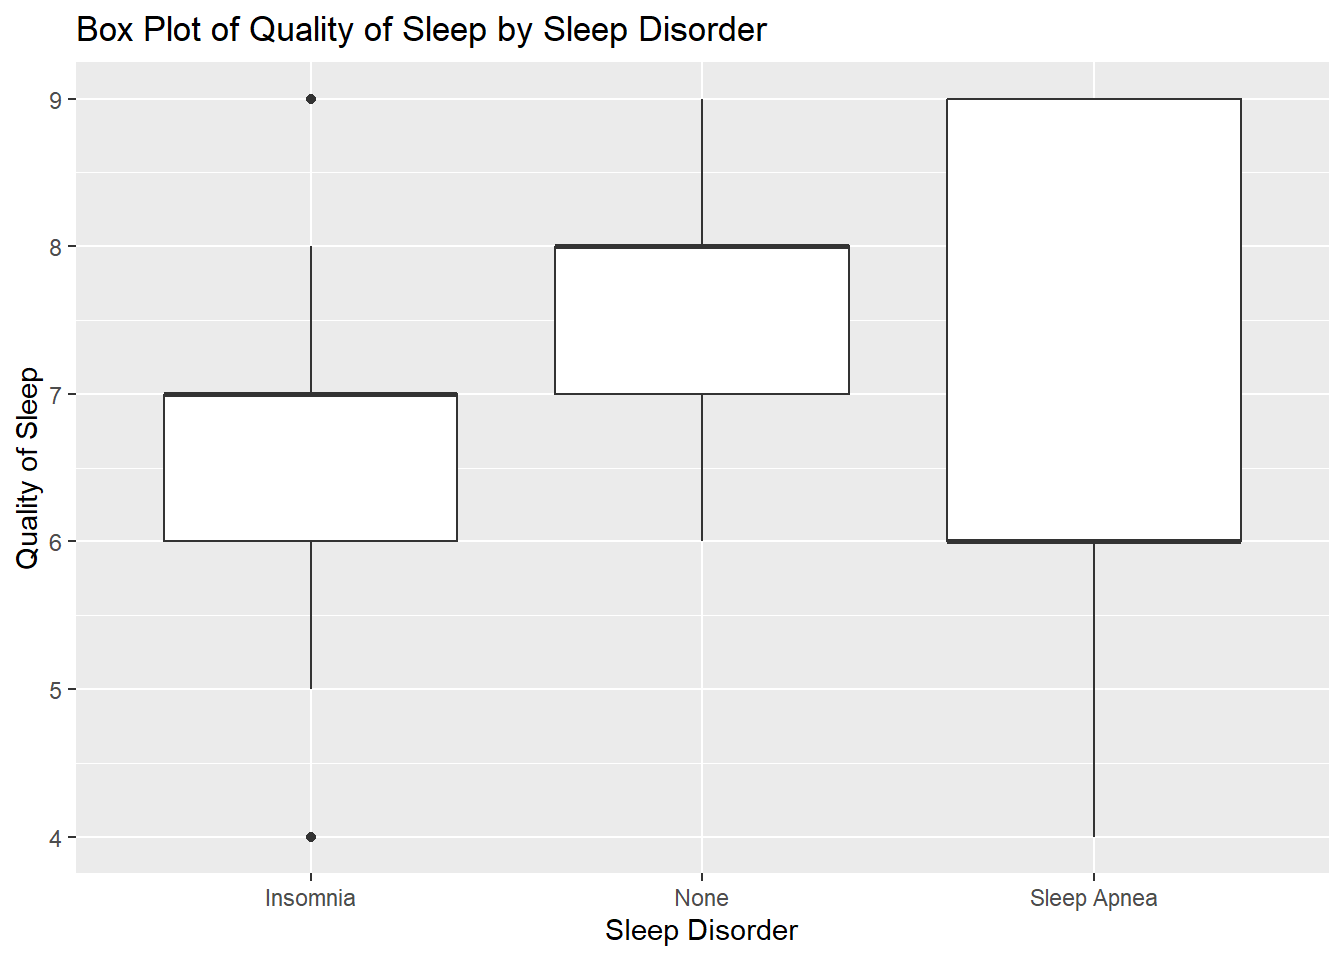 Box Plot of Quality of Sleep by Sleep Disorder
Quality of Sleep
9
8
7
6
5
4
Insomnia
None
Sleep Apnea
Sleep Disorder